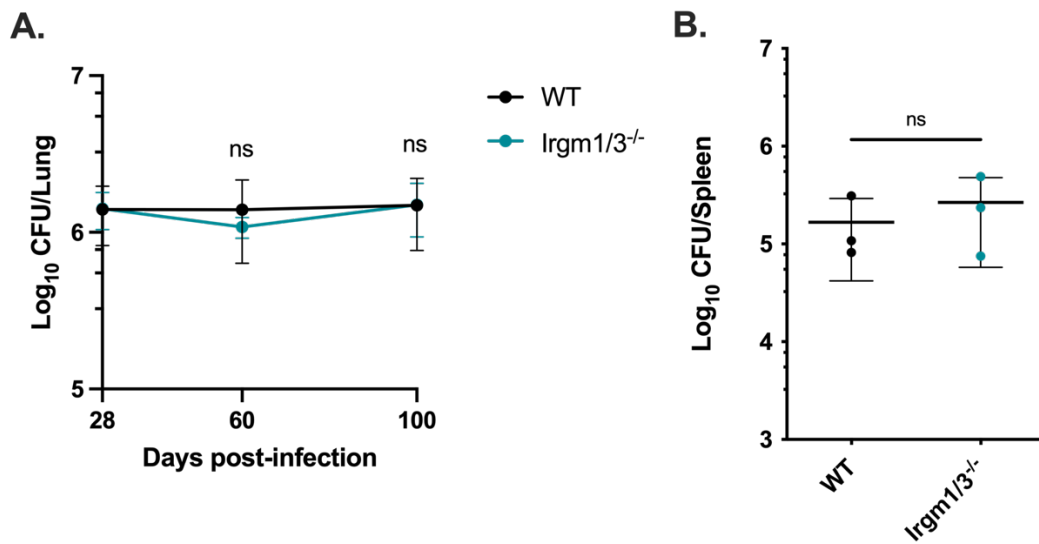 A.
Log₁₀ CFU/Lung
7
6
5
28
60
100
Days post-infection
ns
ns
WT
Irgm1/3⁻/⁻
B.
Log₁₀ CFU/Spleen
7
6
5
4
3
ns
WT
Irgm1/3⁻/⁻